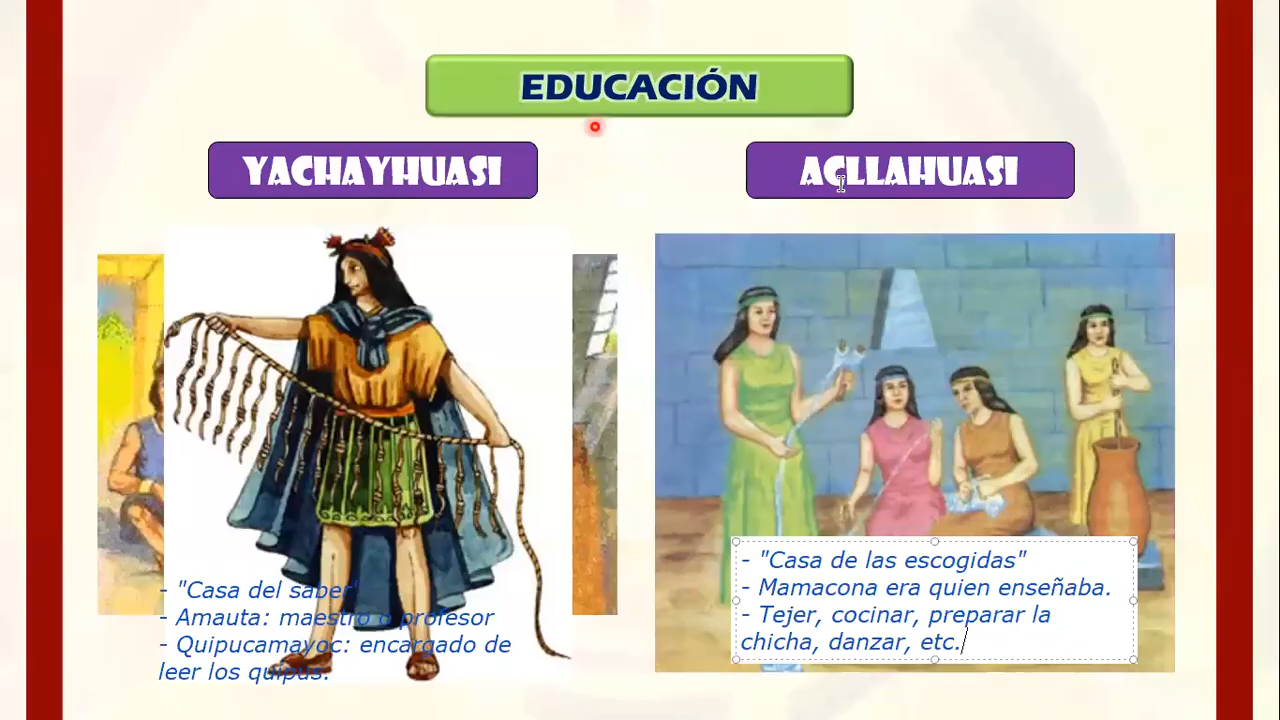 EDUCACIÓN
YACHAYHUASI
ACLLAHUASI
- "Casa del saber"
- Amauta: maestro o profesor
- Quipucamayoc: encargado de
leer los quipus.
- "Casa de las escogidas"
- Mamacona era quien enseñaba.
- Tejer, cocinar, preparar la
chicha, danzar, etc.